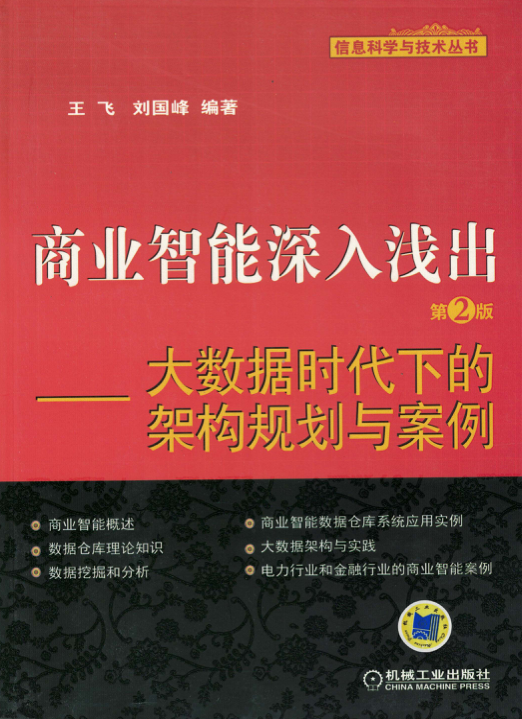 信息科学与技术丛书
王 飞 刘国峰 编著
商业智能深入浅出
第2版
——大数据时代下的
架构规划与案例
商业智能概述
数据仓库理论知识
数据挖掘和分析
商业智能数据仓库系统应用实例
大数据架构与实践
电力行业和金融行业的商业智能案例
机械工业出版社
CHINA MACHINE PRESS